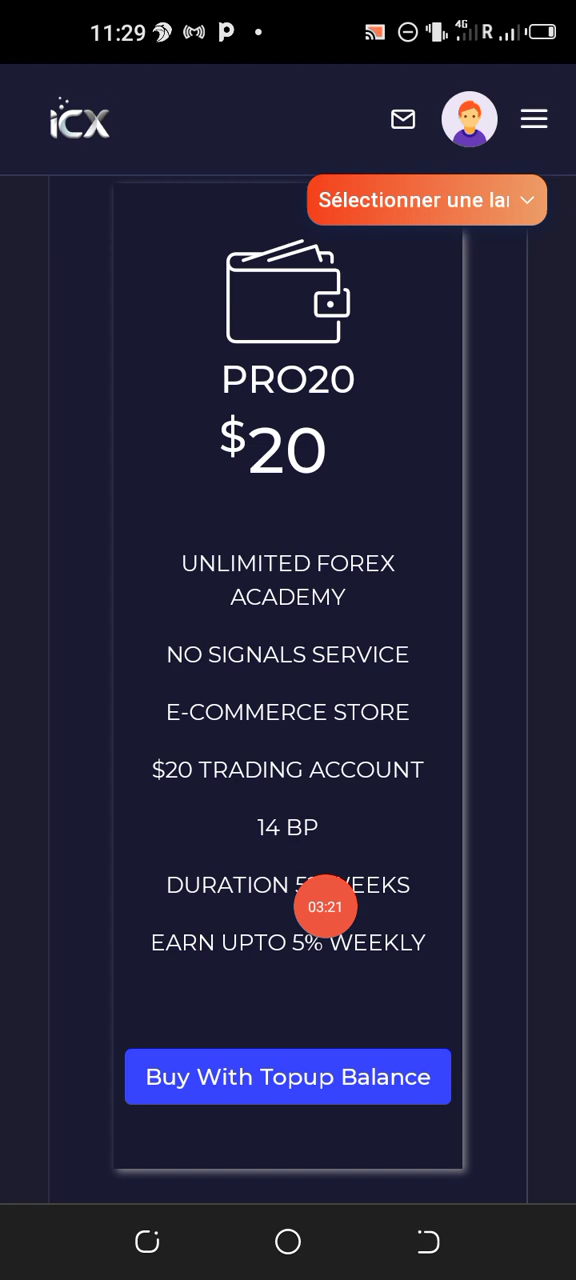 11:29
4G
R
iCX
Sélectionner une la
PRO20
$20
UNLIMITED FOREX
ACADEMY
NO SIGNALS SERVICE
E-COMMERCE STORE
$20 TRADING ACCOUNT
14 BP
DURATION WEEKS
03:21
EARN UPTO 5% WEEKLY
Buy With Topup Balance